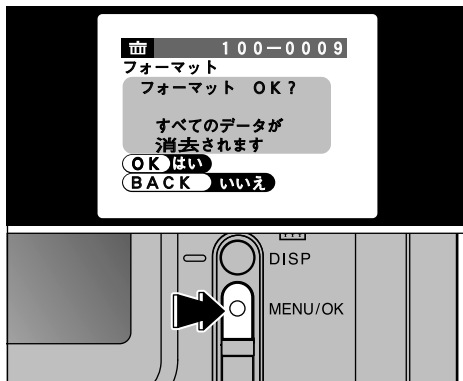 100−0009
フォーマット
フォーマット OK?
すべてのデータが
消去されます
OK はい
BACK いいえ
DISP
MENU/OK